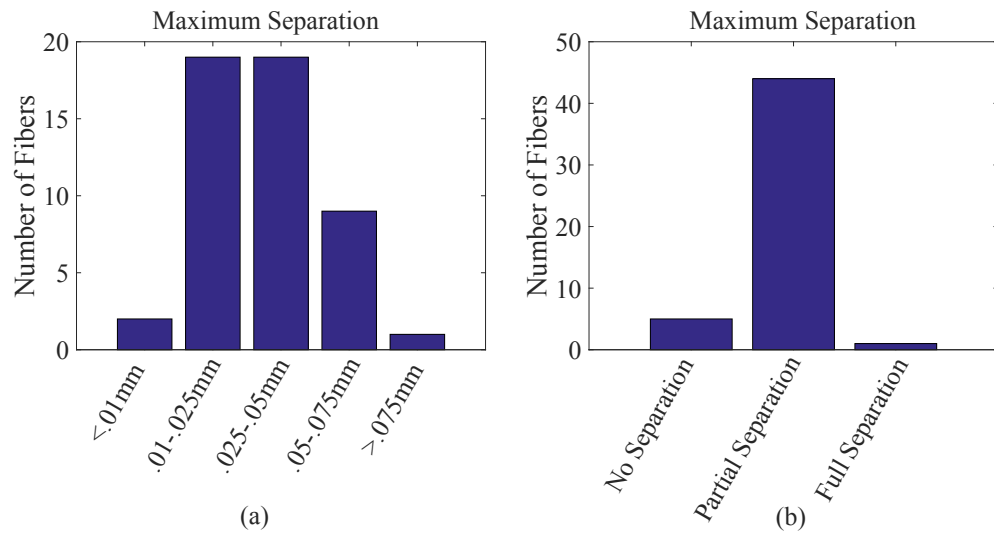 Maximum Separation
Number of Fibers
20
15
10
5
0
<.01mm
.01-.025mm
.025-.05mm
.05-.075mm
>.075mm
(a)
Maximum Separation
Number of Fibers
50
40
30
20
10
0
No Separation
Partial Separation
Full Separation
(b)